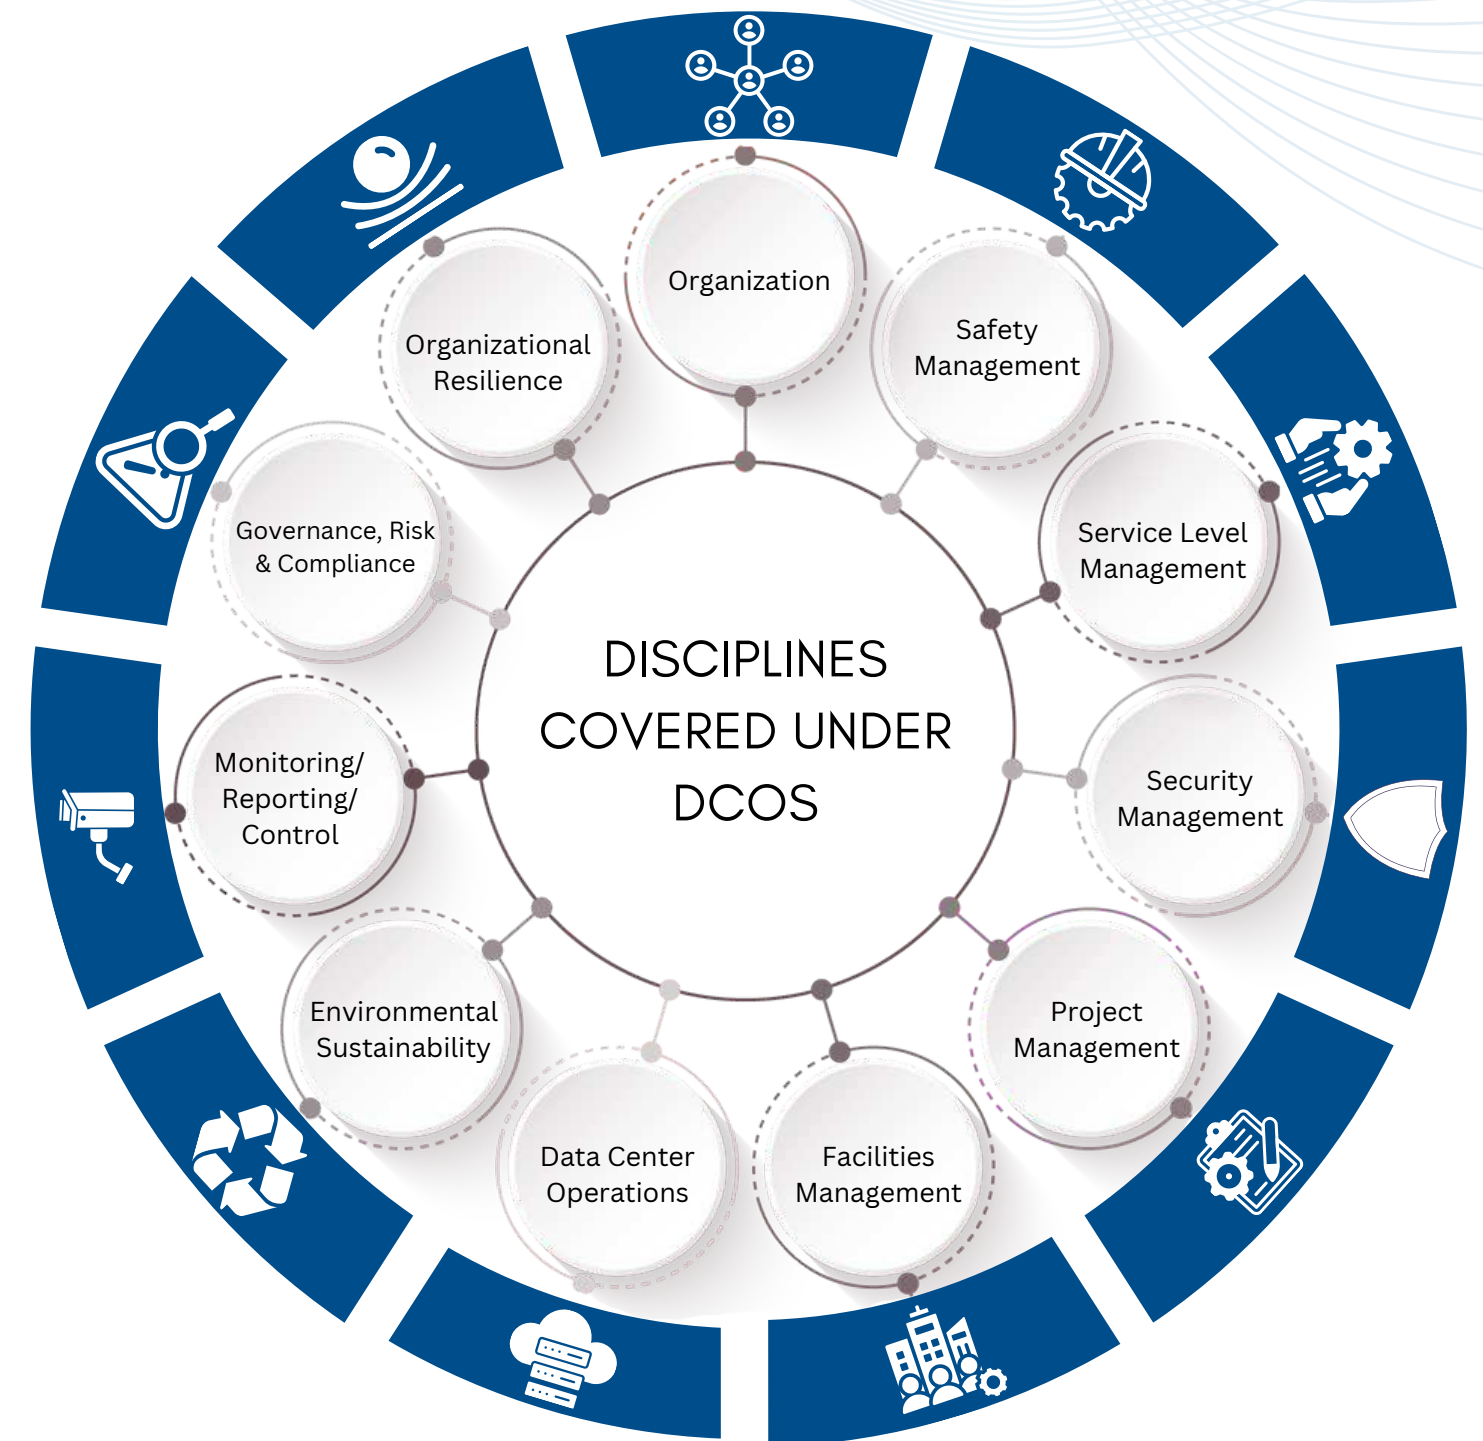 Organization
Safety
Management
Service Level
Management
Security
Management
Project
Management
Facilities
Management
Data Center
Operations
Environmental
Sustainability
Monitoring/
Reporting/
Control
Governance, Risk
& Compliance
Organizational
Resilience
DISCIPLINES
COVERED UNDER
DCOS